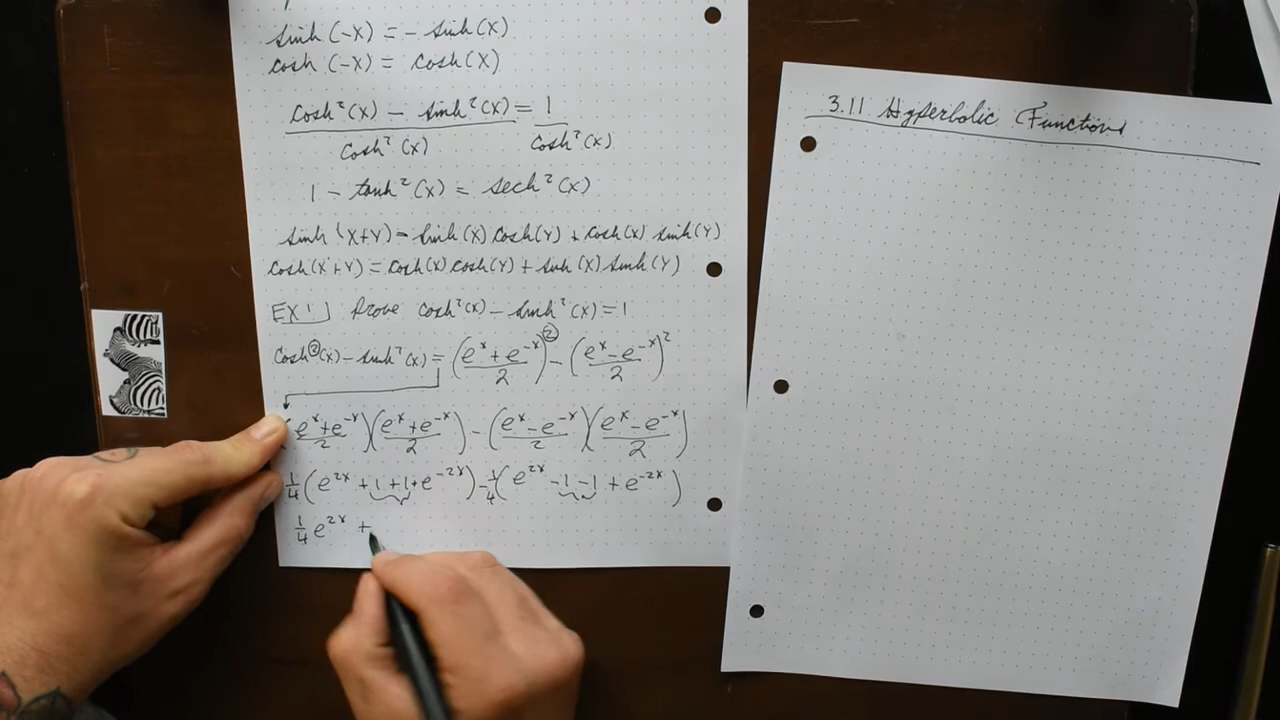 sinh(-x) = - sinh(x)
cosh(-x) = cosh(x)
cosh²(x) - sinh²(x) = 1
cosh²(x) cosh²(x)
1 - tanh²(x) = sech²(x)
sinh(x+y) = sinh(x) cosh(y) + cosh(x) sinh(y)
cosh(x+y) = cosh(x) cosh(y) + sinh(x) sinh(y)
EX 1 Prove cosh²(x) - sinh²(x) = 1
cosh²(x) - sinh²(x) = ((e^x + e^-x)/2)² - ((e^x - e^-x)/2)²
((e^x + e^-x)/2)((e^x + e^-x)/2) - ((e^x - e^-x)/2)((e^x - e^-x)/2)
1/4(e^2x + 1 + 1 + e^-2x) - 1/4(e^2x - 1 - 1 + e^-2x)
1/4 e^2x +
3.11 Hyperbolic Functions